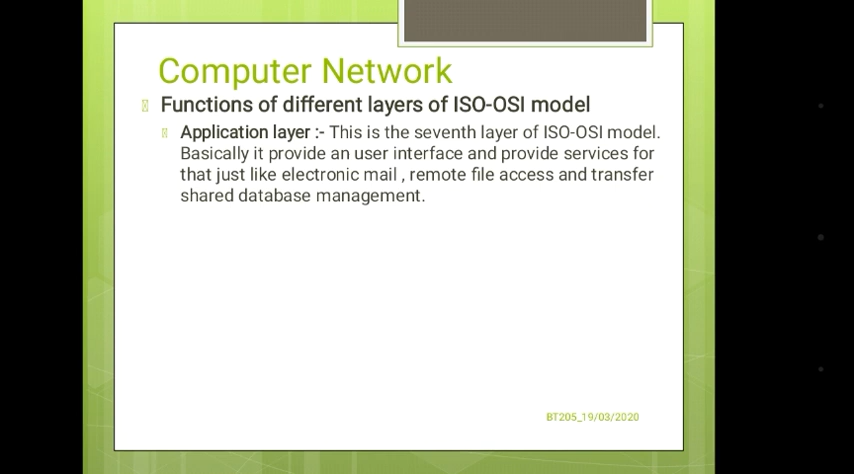 Computer Network
Functions of different layers of ISO-OSI model
Application layer :- This is the seventh layer of ISO-OSI model.
Basically it provide an user interface and provide services for
that just like electronic mail , remote file access and transfer
shared database management.
BT205_19/03/2020